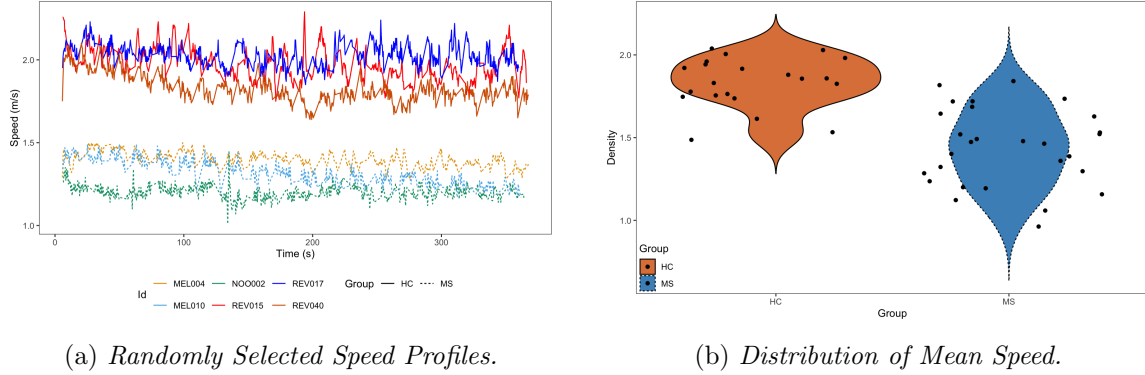 2.0
1.5
1.0
Speed (m/s)
0
100
200
300
Time (s)
Id
MEL004
NOO002
REV017
MEL010
REV015
REV040
Group
HC
MS
(a) Randomly Selected Speed Profiles.
2.0
1.5
1.0
Density
Group
HC
MS
HC
MS
Group
(b) Distribution of Mean Speed.